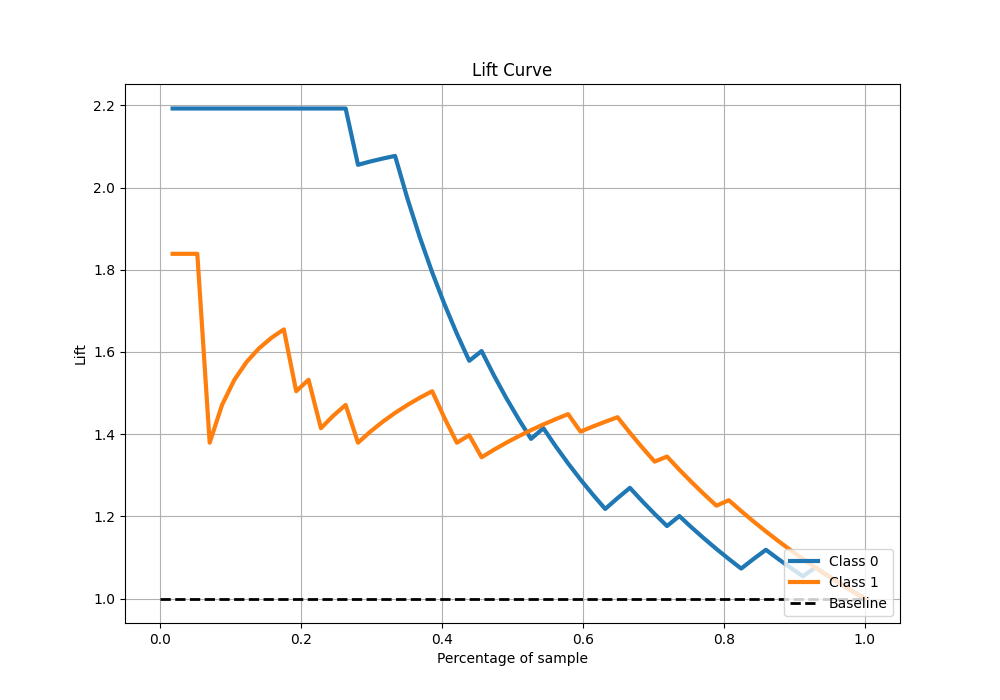 Lift Curve
2.2
2.0
1.8
1.6
1.4
1.2
1.0
Lift
0.0 0.2 0.4 0.6 0.8 1.0
Percentage of sample
Class 0
Class 1
Baseline